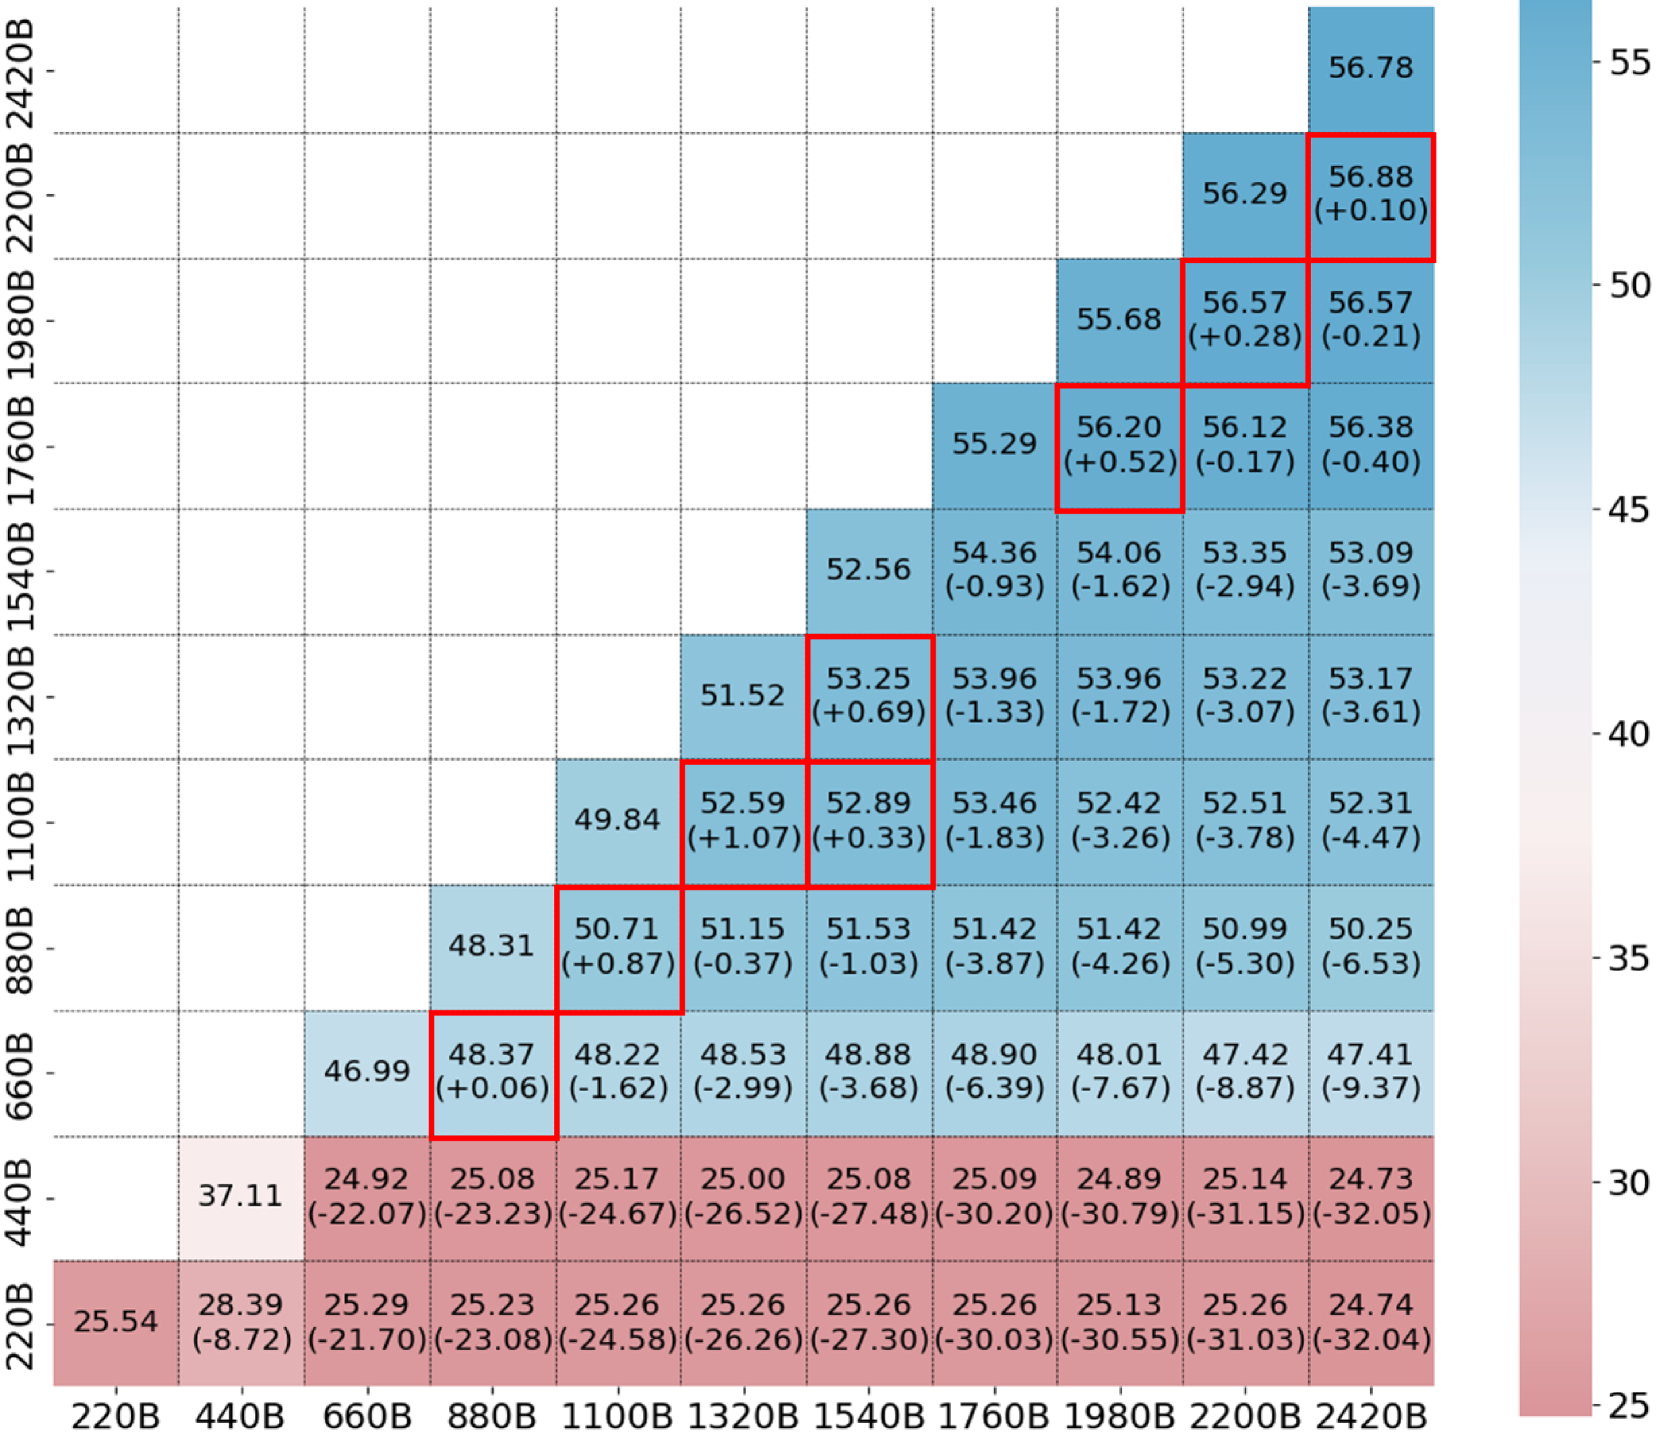 2420B 56.78 55
2200B 56.29 56.88
(+0.10)
50
1980B 55.68 56.57 56.57
(+0.28) (-0.21)
1760B 55.29 56.20 56.12 56.38
(+0.52) (-0.17) (-0.40)
45
1540B 52.56 54.36 54.06 53.35 53.09
(-0.93) (-1.62) (-2.94) (-3.69)
1320B 51.52 53.25 53.96 53.96 53.22 53.17
(+0.69) (-1.33) (-1.72) (-3.07) (-3.61)
40
1100B 49.84 52.59 52.89 53.46 52.42 52.51 52.31
(+1.07) (+0.33) (-1.83) (-3.26) (-3.78) (-4.47)
880B 48.31 50.71 51.15 51.53 51.42 51.42 50.99 50.25
(+0.87) (-0.37) (-1.03) (-3.87) (-4.26) (-5.30) (-6.53)
35
660B 46.99 48.37 48.22 48.53 48.88 48.90 48.01 47.42 47.41
(+0.06) (-1.62) (-2.99) (-3.68) (-6.39) (-7.67) (-8.87) (-9.37)
440B 37.11 24.92 25.08 25.17 25.00 25.08 25.09 24.89 25.14 24.73
(-22.07) (-23.23) (-24.67) (-26.52) (-27.48) (-30.20) (-30.79) (-31.15) (-32.05)
30
220B 25.54 28.39 25.29 25.23 25.26 25.26 25.26 25.26 25.13 25.26 24.74
(-8.72) (-21.70) (-23.08) (-24.58) (-26.26) (-27.30) (-30.03) (-30.55) (-31.03) (-32.04)
25
220B 440B 660B 880B 1100B 1320B 1540B 1760B 1980B 2200B 2420B